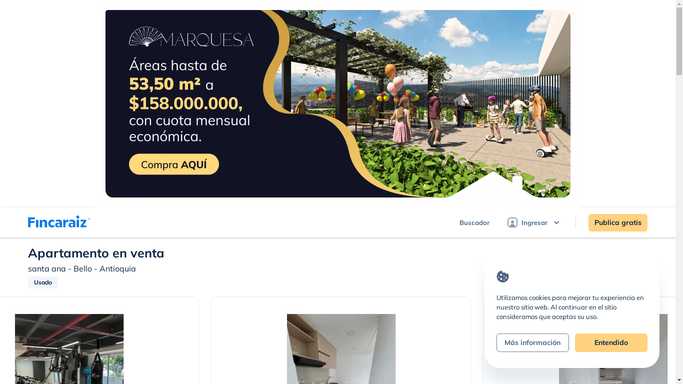 MARQUESA
Áreas hasta de
53,50 m² a
$158.000.000,
con cuota mensual
económica.
Compra AQUÍ
Fincaraiz
Buscador
Ingresar
Publica gratis
Apartamento en venta
santa ana - Bello - Antioquia
Usado
Utilizamos cookies para mejorar tu experiencia en
nuestro sitio web. Al continuar en el sitio
consideramos que aceptas su uso.
Más información
Entendido